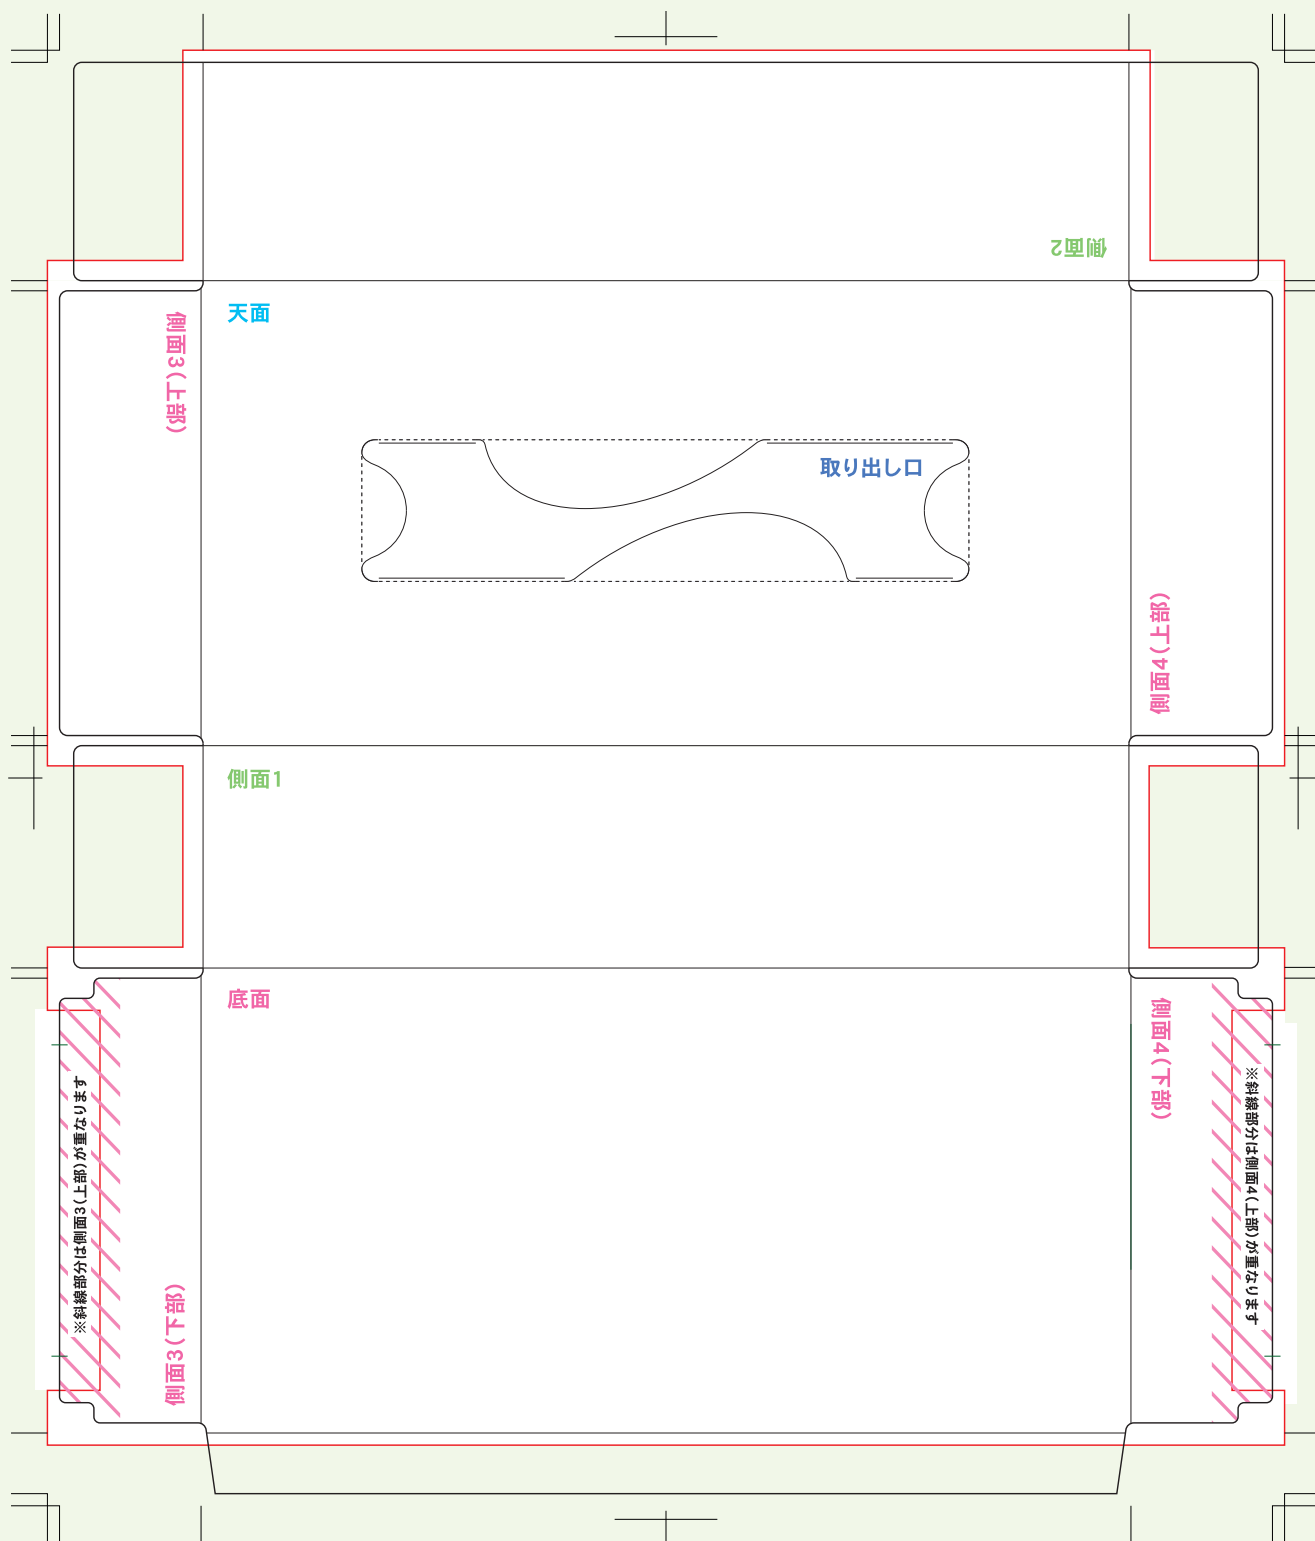 側面2
天面
側面3(上部)
取り出し口
側面4(上部)
側面1
底面
側面4(下部)
※斜線部分は側面3(上部)が重なります
※斜線部分は側面4(上部)が重なります
側面3(下部)